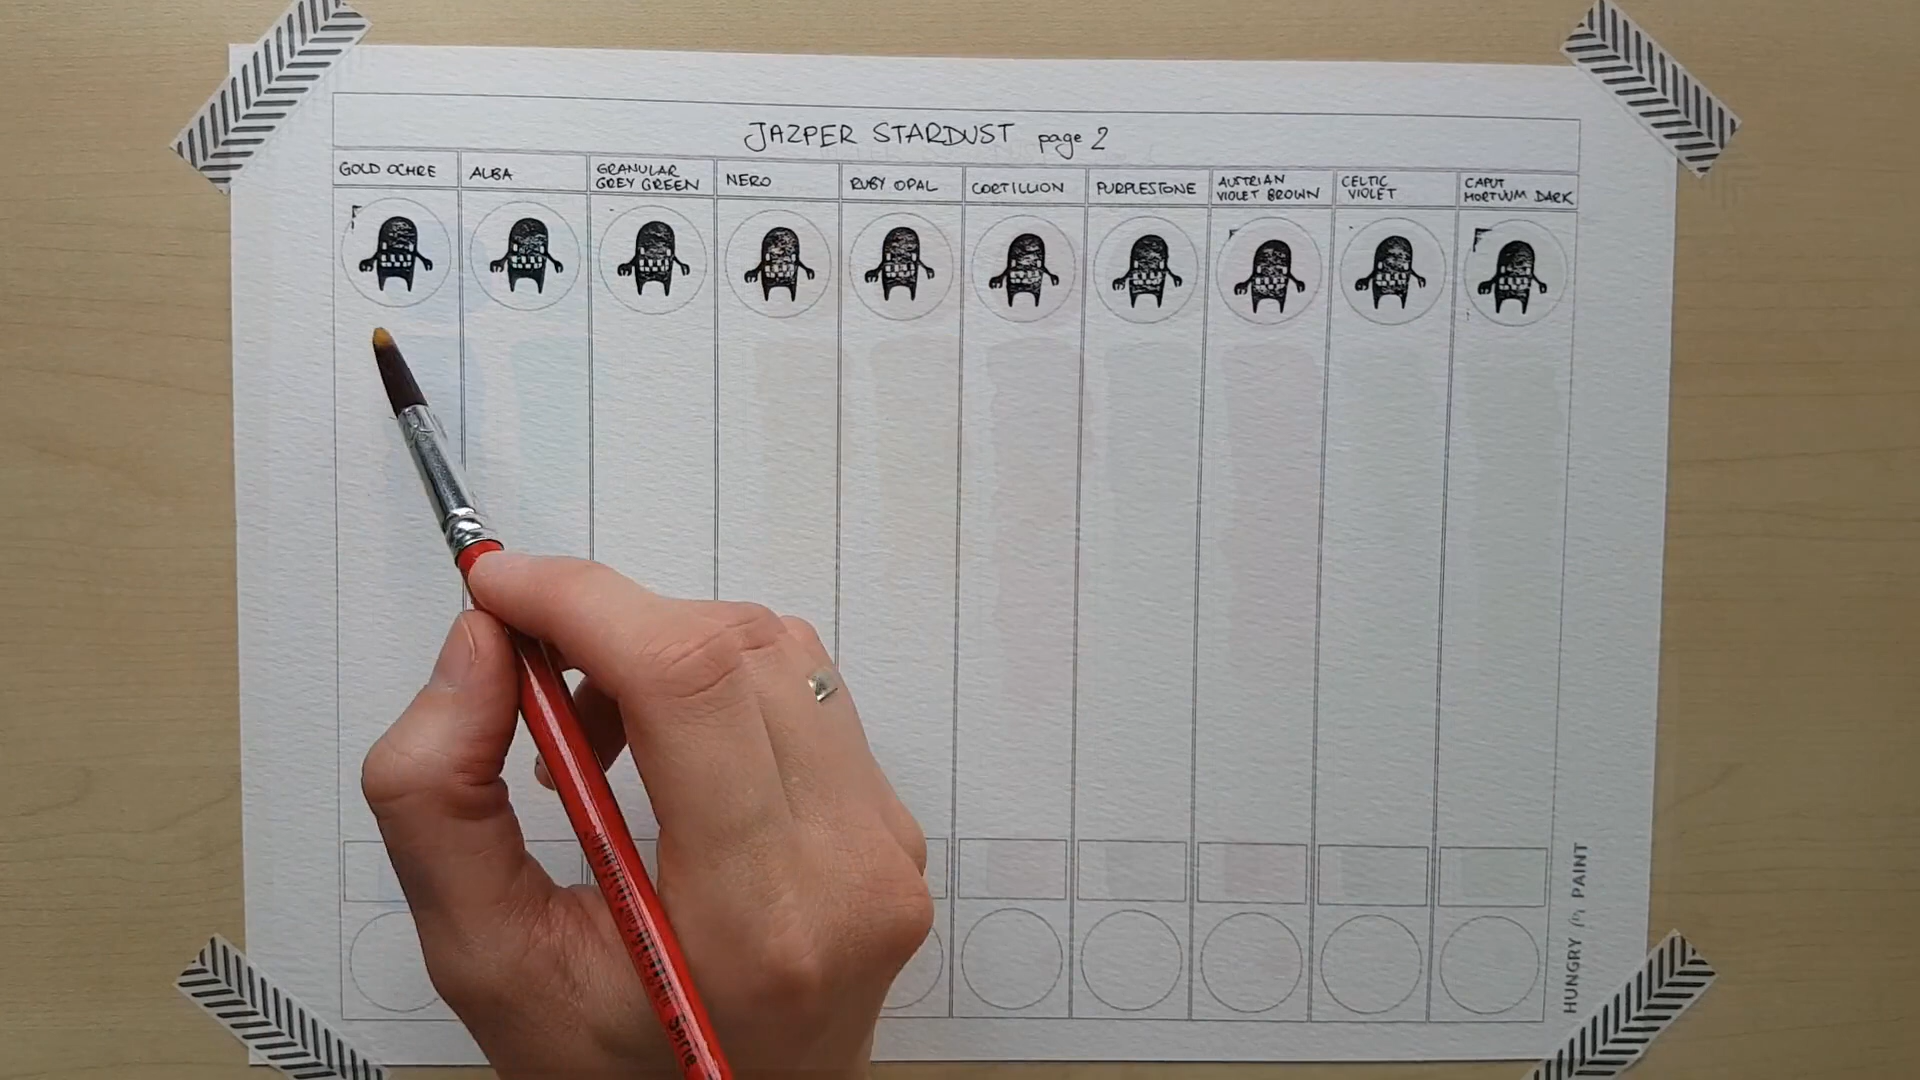 JAZPER STARDUST page 2
GOLD OCHRE
ALBA
GRANULAR
GREY GREEN
NERO
RUBY OPAL
CORTILLION
PURPLESTONE
AUSTRIAN
VIOLET BROWN
CELTIC
VIOLET
CAPUT
MORTUUM DARK
HUNGRY PAINT